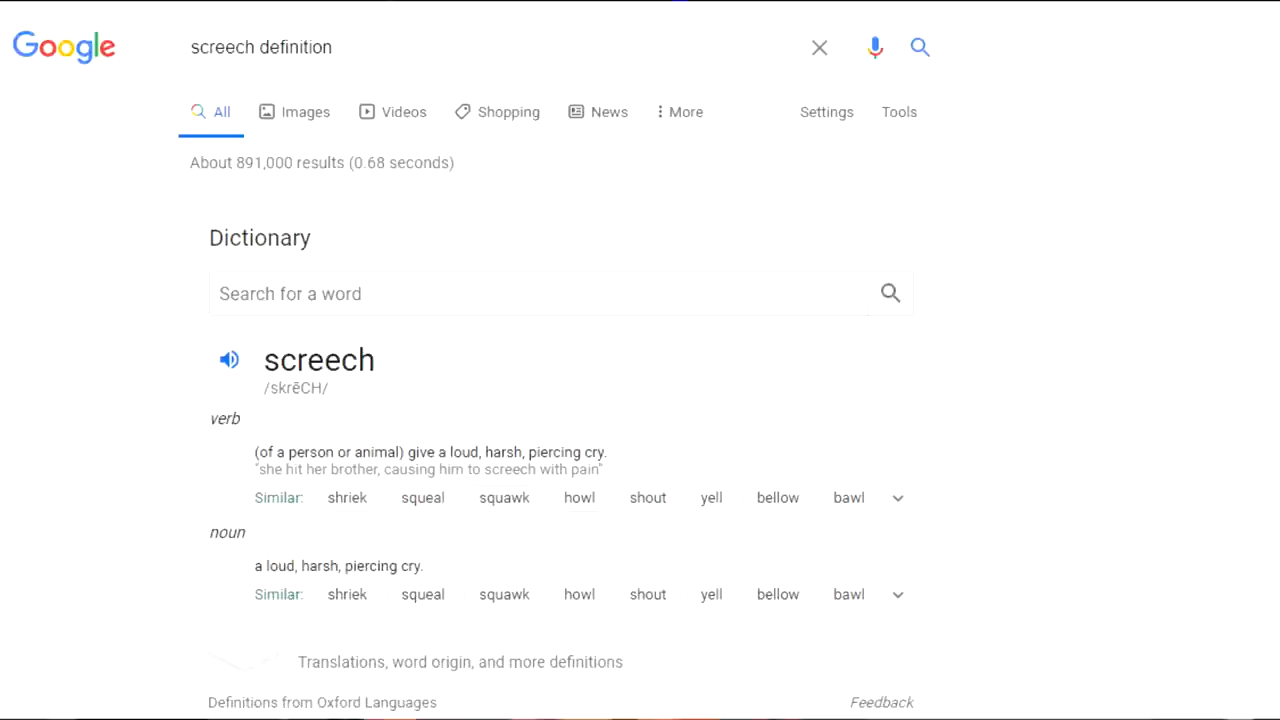 Google screech definition
All Images Videos Shopping News More Settings Tools
About 891,000 results (0.68 seconds)
Dictionary
Search for a word
screech
/skrēCH/
verb
(of a person or animal) give a loud, harsh, piercing cry.
"she hit her brother, causing him to screech with pain"
Similar: shriek squeal squawk howl shout yell bellow bawl
noun
a loud, harsh, piercing cry.
Similar: shriek squeal squawk howl shout yell bellow bawl
Translations, word origin, and more definitions
Definitions from Oxford Languages Feedback